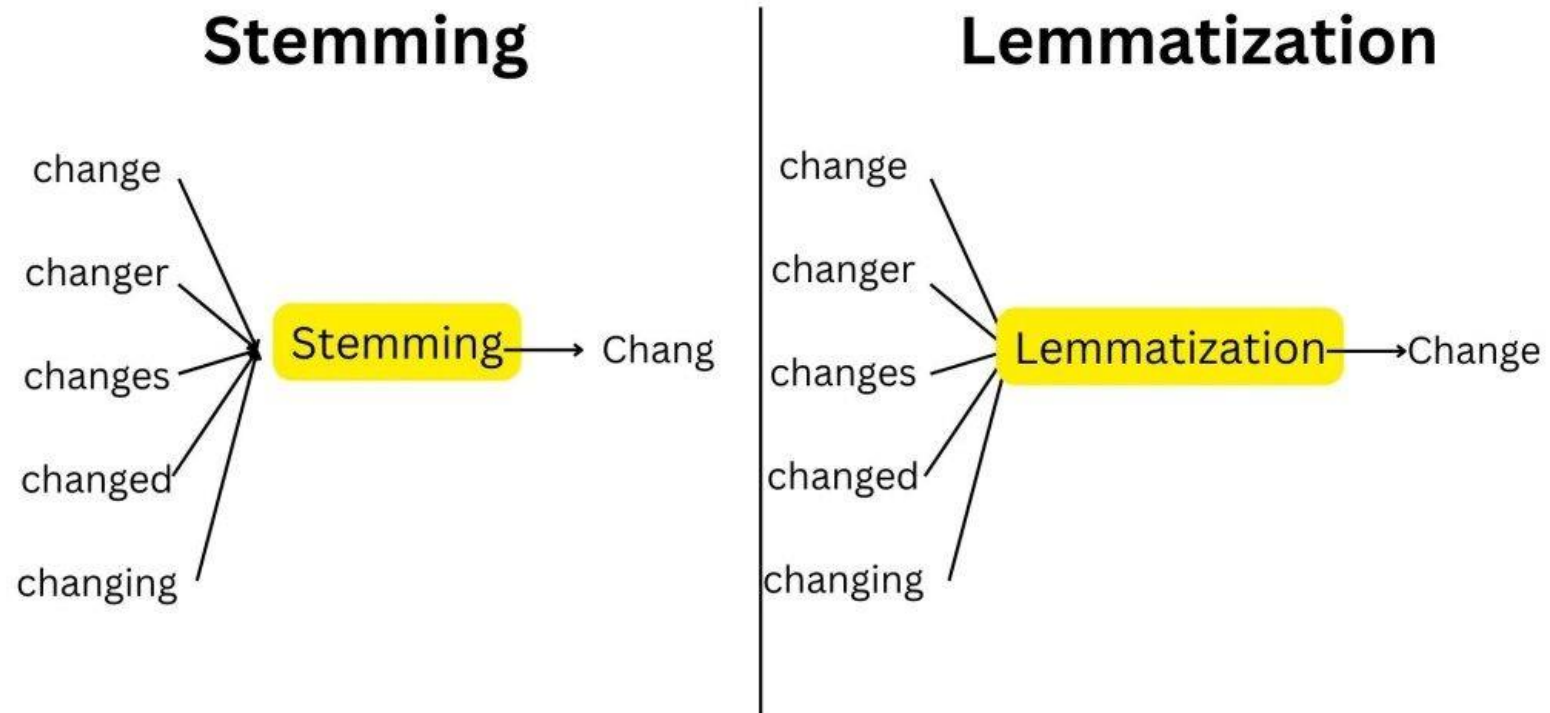 Stemming
change
changer
changes
changed
changing
Stemming
Chang
Lemmatization
change
changer
changes
changed
changing
Lemmatization
Change